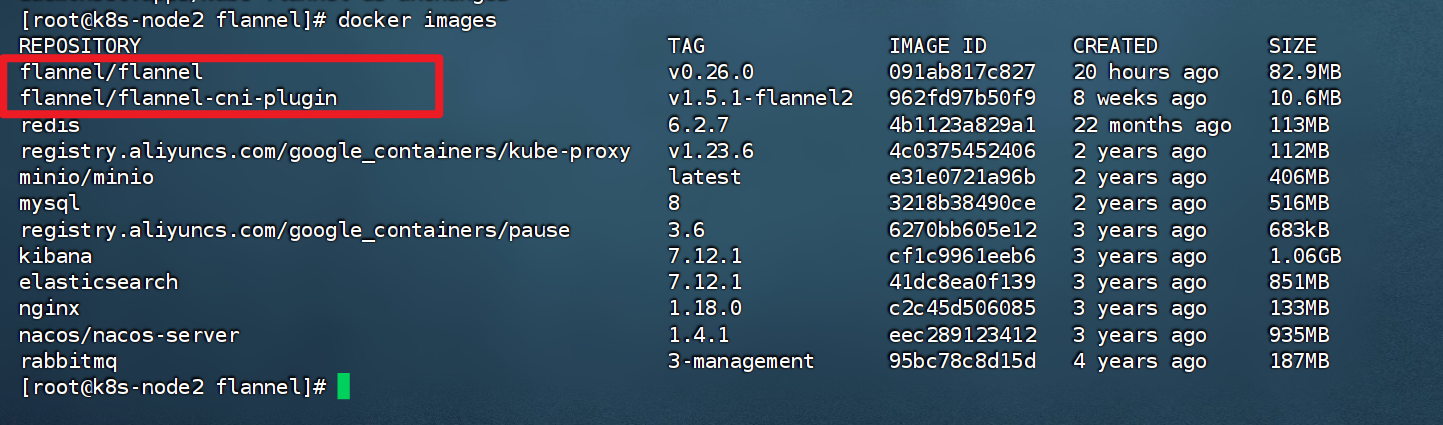 [root@k8s-node2 flannel]# docker images
REPOSITORY TAG IMAGE ID CREATED SIZE
flannel/flannel v0.26.0 091ab817c827 20 hours ago 82.9MB
flannel/flannel-cni-plugin v1.5.1-flannel2 962fd97b50f9 8 weeks ago 10.6MB
redis 6.2.7 4b1123a829a1 22 months ago 113MB
registry.aliyuncs.com/google_containers/kube-proxy v1.23.6 4c0375452406 2 years ago 112MB
minio/minio latest e31e0721a96b 2 years ago 406MB
mysql 8 3218b38490ce 2 years ago 516MB
registry.aliyuncs.com/google_containers/pause 3.6 6270bb605e12 3 years ago 683kB
kibana 7.12.1 cf1c9961eeb6 3 years ago 1.06GB
elasticsearch 7.12.1 41dc8ea0f139 3 years ago 851MB
nginx 1.18.0 c2c45d506085 3 years ago 133MB
nacos/nacos-server 1.4.1 eec289123412 3 years ago 935MB
rabbitmq 3-management 95bc78c8d15d 4 years ago 187MB
[root@k8s-node2 flannel]#